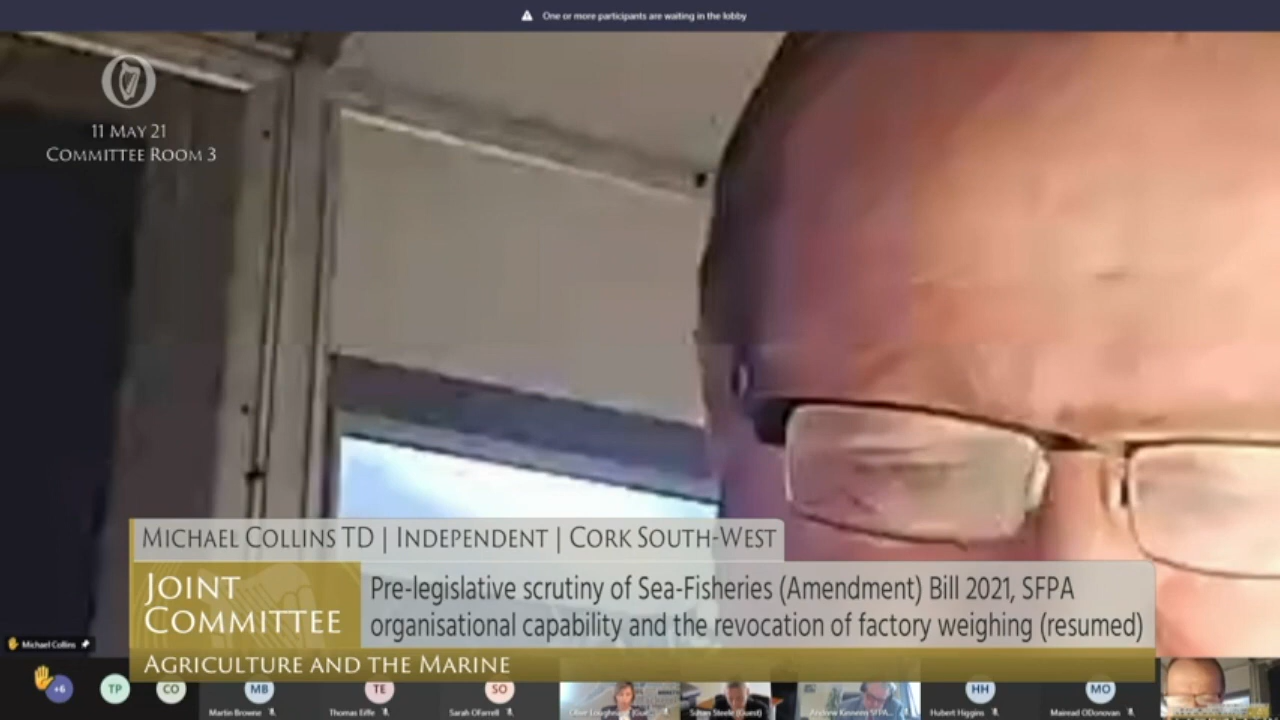 One or more participants are waiting in the lobby
11 May 21
Committee Room 3
Michael Collins TD | Independent | Cork South-West
Joint
Committee
Pre-legislative scrutiny of Sea-Fisheries (Amendment) Bill 2021, SFPA
organisational capability and the revocation of factory weighing (resumed)
Michael Collins
Agriculture and the Marine
+6
TP
CO
MB
TE
SO
HH
MO
Martin Browne
Thomas Eiffe
Sarah OFarrell
Susan Steele (Guest)
Hubert Higgins
Mairead ODonovan